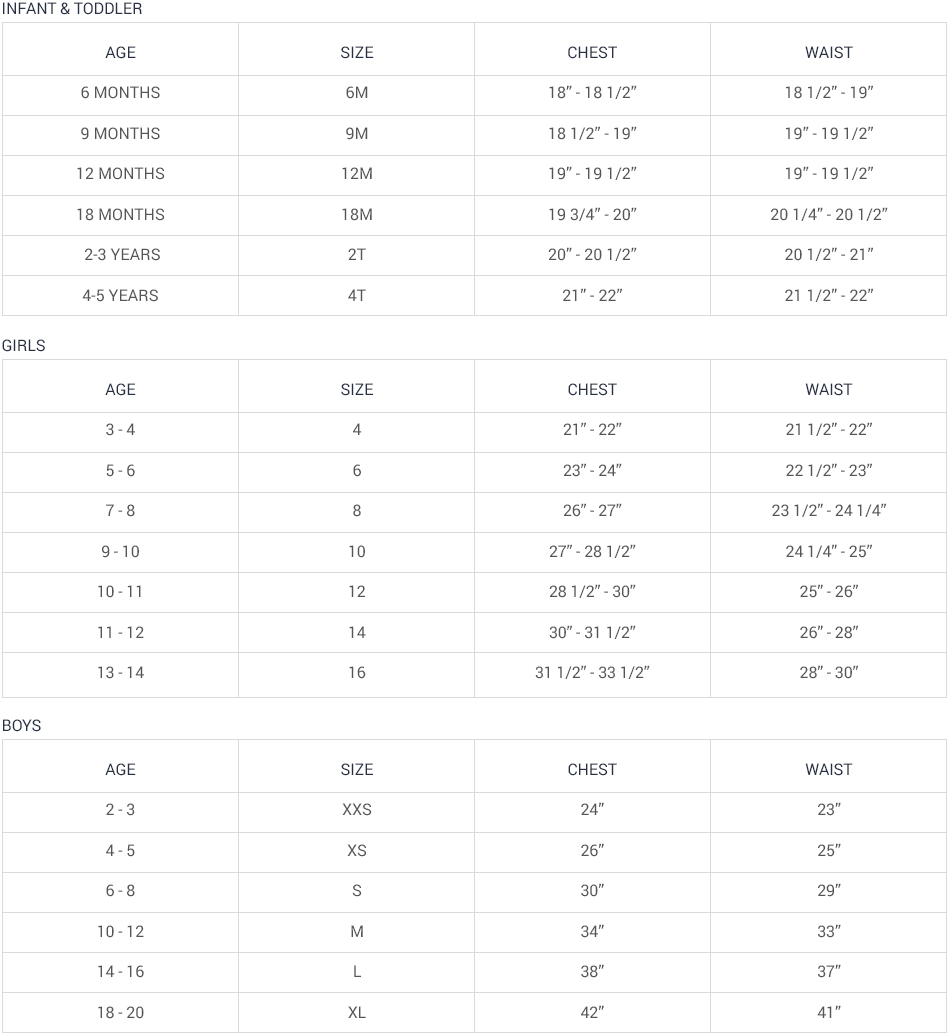 INFANT & TODDLER
AGE SIZE CHEST WAIST
6 MONTHS 6M 18” - 18 1/2” 18 1/2” - 19”
9 MONTHS 9M 18 1/2” - 19” 19” - 19 1/2”
12 MONTHS 12M 19” - 19 1/2” 19” - 19 1/2”
18 MONTHS 18M 19 3/4” - 20” 20 1/4” - 20 1/2”
2-3 YEARS 2T 20” - 20 1/2” 20 1/2” - 21”
4-5 YEARS 4T 21” - 22” 21 1/2” - 22”
GIRLS
AGE SIZE CHEST WAIST
3 - 4 4 21” - 22” 21 1/2” - 22”
5 - 6 6 23” - 24” 22 1/2” - 23”
7 - 8 8 26” - 27” 23 1/2” - 24 1/4”
9 - 10 10 27” - 28 1/2” 24 1/4” - 25”
10 - 11 12 28 1/2” - 30” 25” - 26”
11 - 12 14 30” - 31 1/2” 26” - 28”
13 - 14 16 31 1/2” - 33 1/2” 28” - 30”
BOYS
AGE SIZE CHEST WAIST
2 - 3 XXS 24” 23”
4 - 5 XS 26” 25”
6 - 8 S 30” 29”
10 - 12 M 34” 33”
14 - 16 L 38” 37”
18 - 20 XL 42” 41”